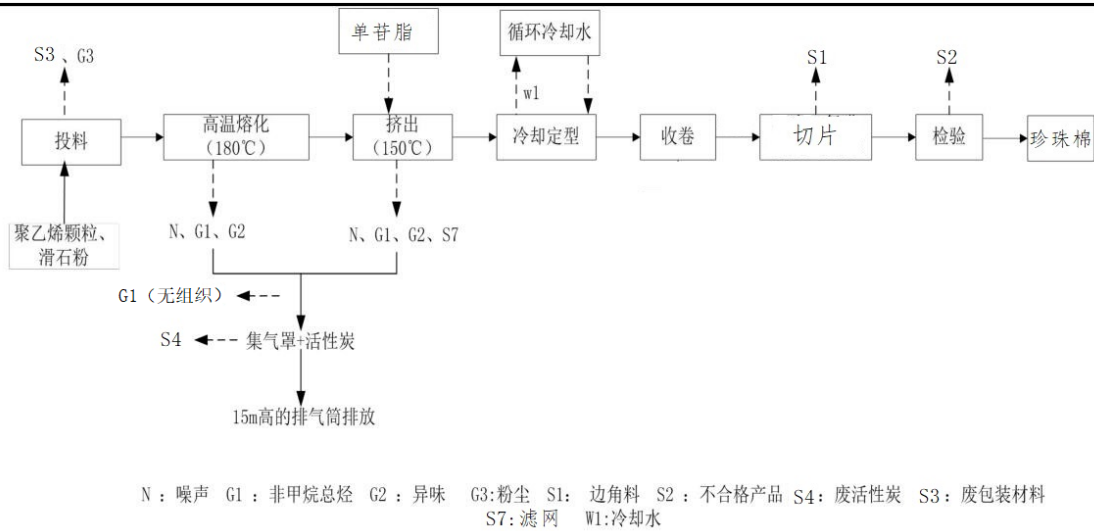 单苷脂
循环冷却水
S3、G3
S1
S2
w1
投料
高温熔化
（180℃）
挤出
（150℃）
冷却定型
收卷
切片
检验
珍珠棉
聚乙烯颗粒、
滑石粉
N、G1、G2
N、G1、G2、S7
G1（无组织）
S4
集气罩+活性炭
15m高的排气筒排放
N ：噪声 G1 ：非甲烷总烃 G2 ：异味 G3:粉尘 S1： 边角料 S2 ：不合格产品 S4：废活性炭 S3：废包装材料
S7:滤网 W1:冷却水